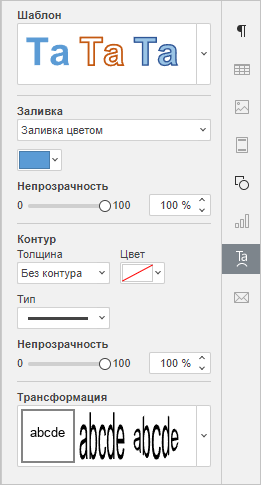 Шаблон
Ta Ta Ta
Заливка
Заливка цветом
Непрозрачность
0 100 100 %
Контур
Толщина Цвет
Без контура
Тип
Непрозрачность
0 100 100 %
Трансформация
abcde abcde abcde
Ta